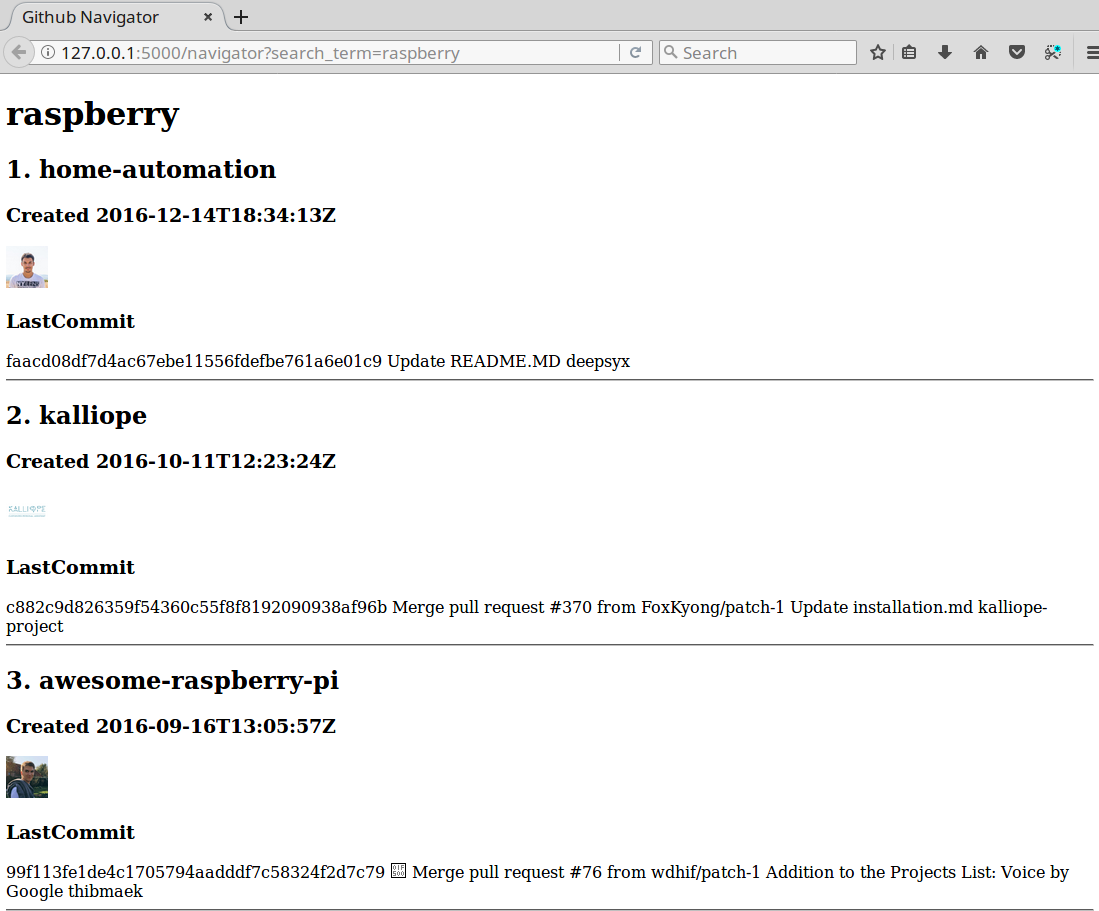 Github Navigator
127.0.0.1:5000/navigator?search_term=raspberry
Search
raspberry
1. home-automation
Created 2016-12-14T18:34:13Z
LastCommit
faacd08df7d4ac67ebe11556fdefbe761a6e01c9 Update README.MD deepsyx
2. kalliope
Created 2016-10-11T12:23:24Z
KALLIOPE
LastCommit
c882c9d826359f54360c55f8f8192090938af96b Merge pull request #370 from FoxKyong/patch-1 Update installation.md kalliope-
project
3. awesome-raspberry-pi
Created 2016-09-16T13:05:57Z
LastCommit
99f113fe1de4c1705794aadddf7c58324f2d7c79 Merge pull request #76 from wdhif/patch-1 Addition to the Projects List: Voice by
Google thibmaek